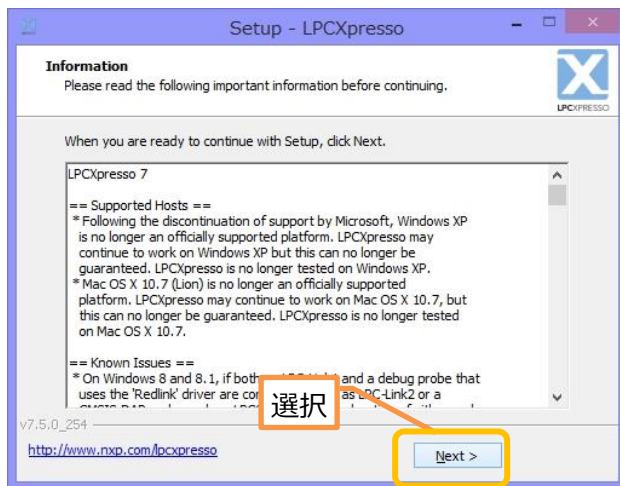 Setup - LPCXpresso
Information
Please read the following important information before continuing.
LPCXPRESSO
When you are ready to continue with Setup, click Next.
LPCXpresso 7
== Supported Hosts ==
* Following the discontinuation of support by Microsoft, Windows XP
is no longer an officially supported platform. LPCXpresso may
continue to work on Windows XP but this can no longer be
guaranteed. LPCXpresso is no longer tested on Windows XP.
* Mac OS X 10.7 (Lion) is no longer an officially supported
platform. LPCXpresso may continue to work on Mac OS X 10.7, but
this can no longer be guaranteed. LPCXpresso is no longer tested
on Mac OS X 10.7.
== Known Issues ==
* On Windows 8 and 8.1, if both and a debug probe that
uses the 'Redlink' driver are as LPC-Link2 or a
選択
v7.5.0_254
http://www.nxp.com/lpcxpresso
Next >